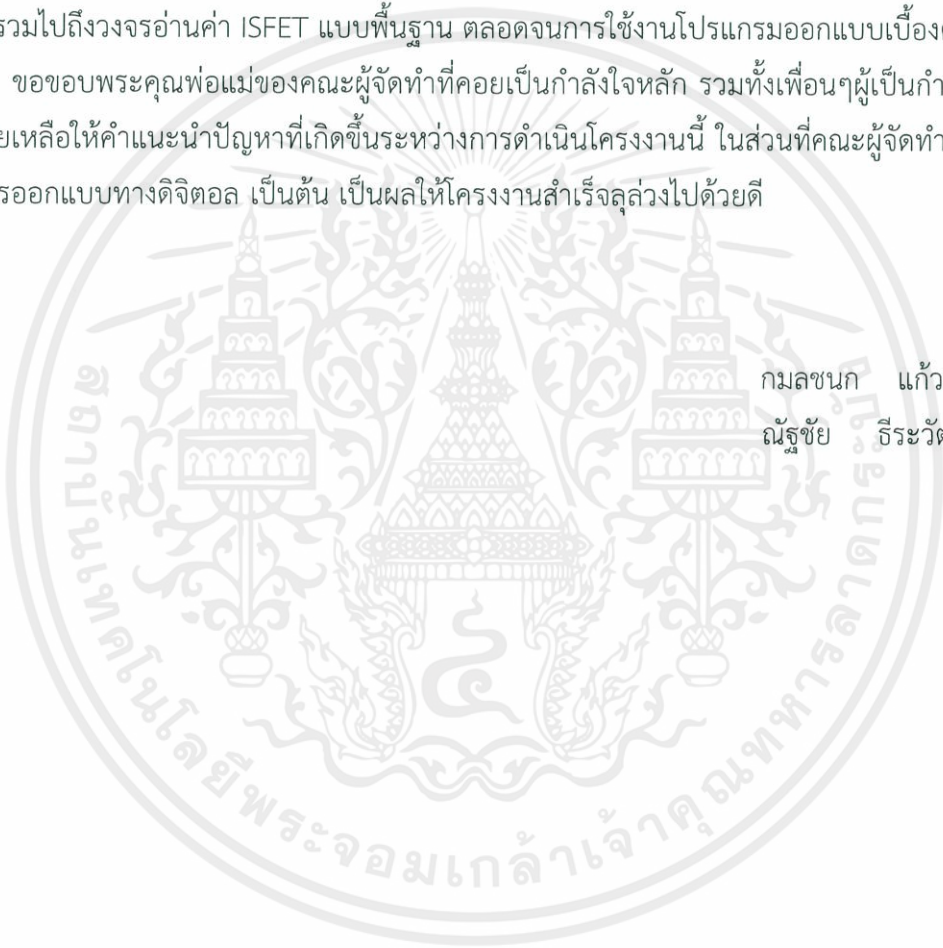 รวมไปถึงวงจรอ่านค่า ISFET แบบพื้นฐาน ตลอดจนการใช้งานโปรแกรมออกแบบเบื้อง
ขอขอบพระคุณพ่อแม่ของคณะผู้จัดทำที่คอยเป็นกำลังใจหลัก รวมทั้งเพื่อนๆผู้เป็นกำ
ยเหลือให้คำแนะนำปัญหาที่เกิดขึ้นระหว่างการดำเนินโครงงานนี้ ในส่วนที่คณะผู้จัดทำ
รออกแบบทางดิจิตอล เป็นต้น เป็นผลให้โครงงานสำเร็จลุล่วงไปด้วยดี
กมลชนก แก้ว
ณัฐชัย ธีระวั
สถาบันเทคโนโลยีพระจอมเกล้าเจ้าคุณทหารลาดกระบัง